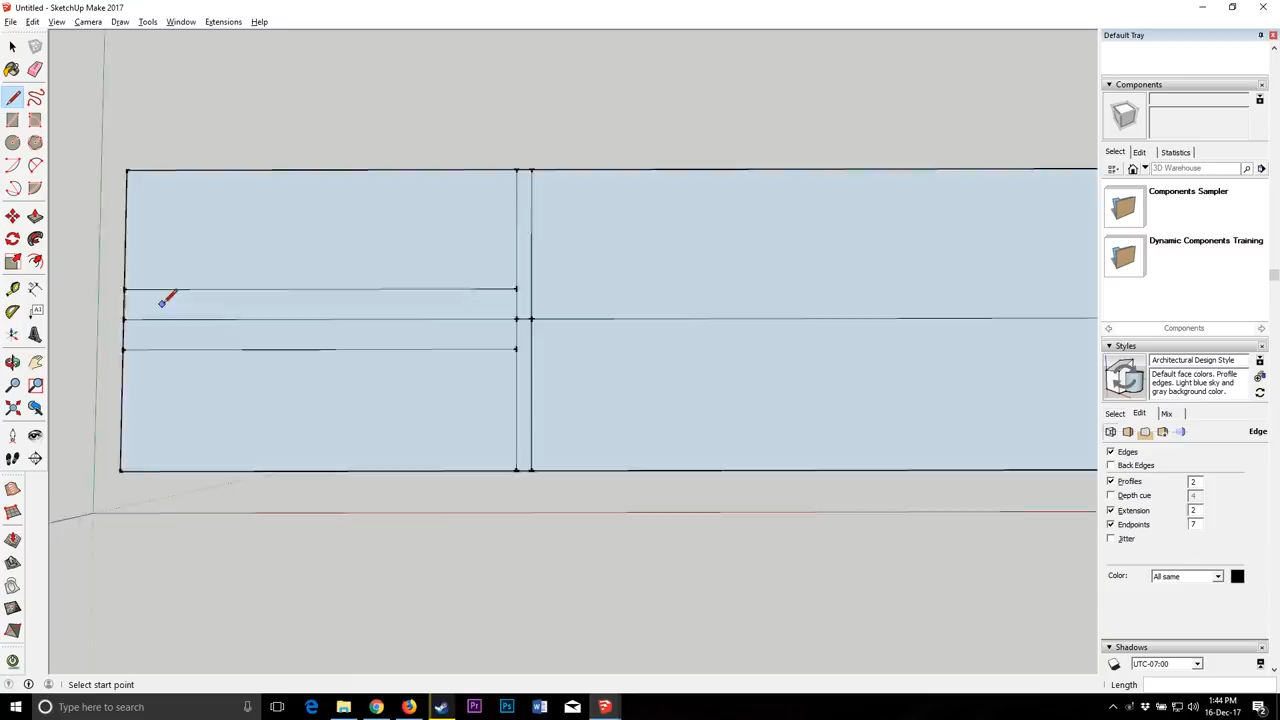 Untitled - SketchUp Make 2017
File Edit View Camera Draw Tools Window Extensions Help
Default Tray
Components
Select Edit Statistics
3D Warehouse
Components Sampler
Dynamic Components Training
Components
Styles
Architectural Design Style
Default face colors. Profile
edges. Light blue sky and
gray background color.
Select Edit Mix
Edge
Edges
Back Edges
Profiles 2
Depth cue 4
Extension 2
Endpoints 7
Jitter
Color: All same
Shadows
UTC-07:00
A1
Select start point
Length
Type here to search
Pr
Ps
1:44 PM
16-Dec-17
2